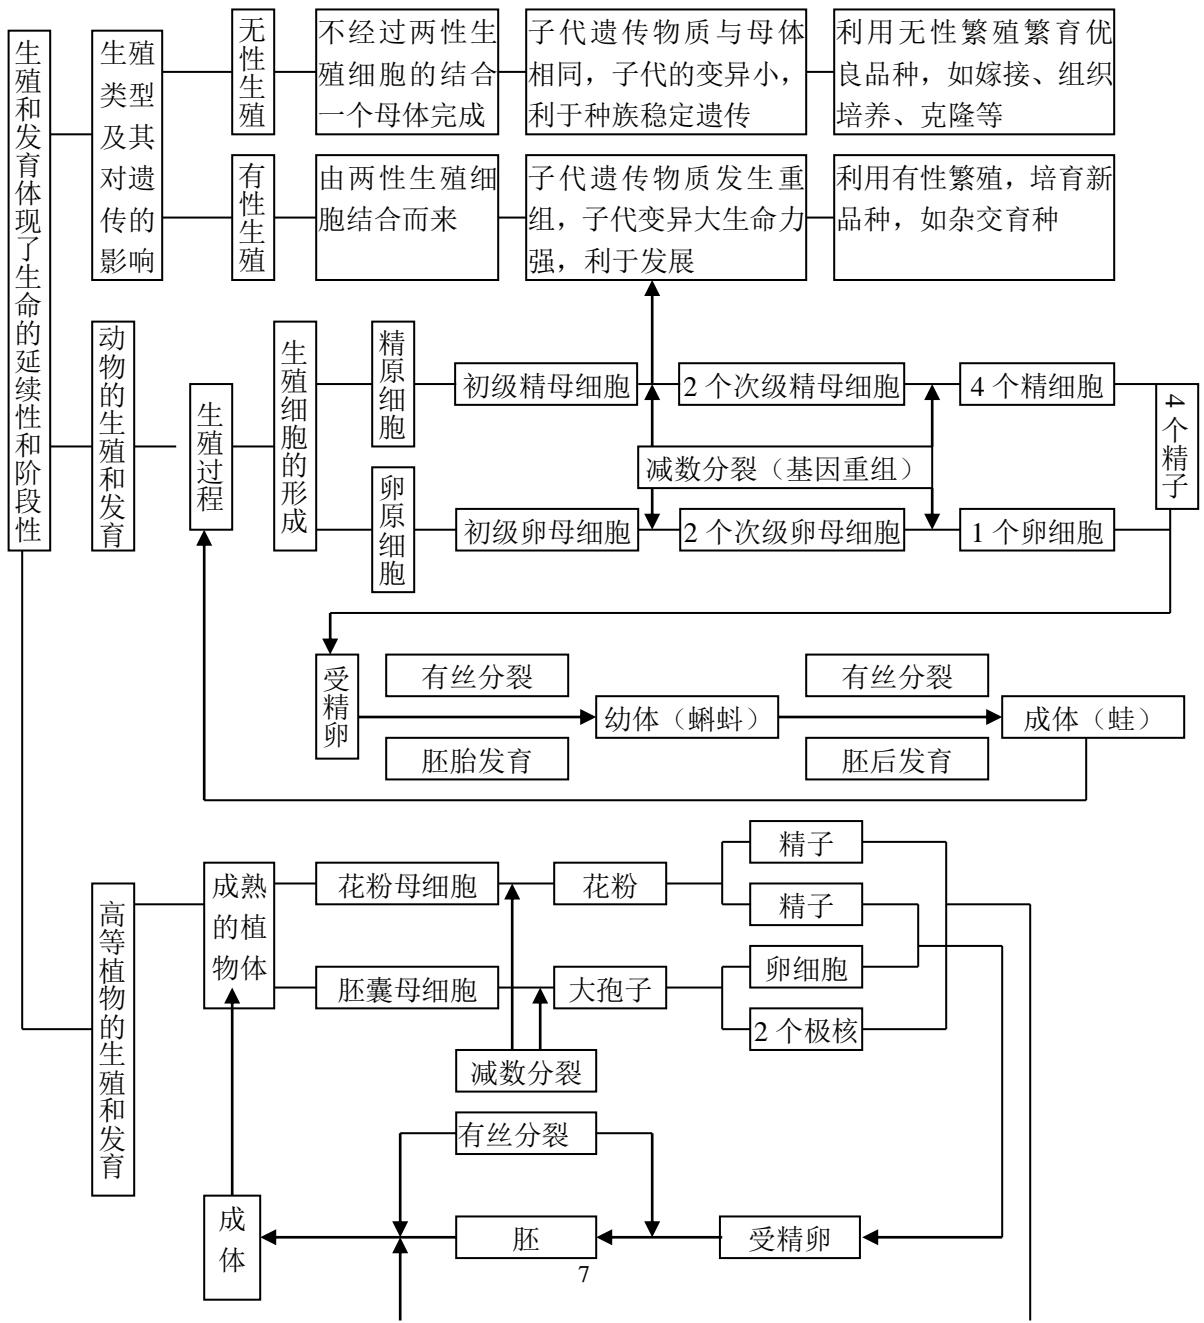 生殖和发育体现了生命的延续性和阶段性
生殖
类型
及其
对遗
传的
影响
无性生殖
不经过两性生
殖细胞的结合
一个母体完成
子代遗传物质与母体
相同，子代的变异小，
利于种族稳定遗传
利用无性繁殖繁育优
良品种，如嫁接、组织
培养、克隆等
有性生殖
由两性生殖细
胞结合而来
子代遗传物质发生重
组，子代变异大生命力
强，利于发展
利用有性繁殖，培育新
品种，如杂交育种
动物的生殖和发育
生殖过程
生殖细胞的形成
精原细胞
初级精母细胞
2 个次级精母细胞
4 个精细胞
4个精子
减数分裂（基因重组）
卵原细胞
初级卵母细胞
2 个次级卵母细胞
1 个卵细胞
受精卵
有丝分裂
胚胎发育
幼体（蝌蚪）
有丝分裂
胚后发育
成体（蛙）
高等植物的生殖和发育
成熟
的植
物体
花粉母细胞
花粉
精子
精子
胚囊母细胞
大孢子
卵细胞
2 个极核
减数分裂
有丝分裂
成
体
胚
受精卵
7